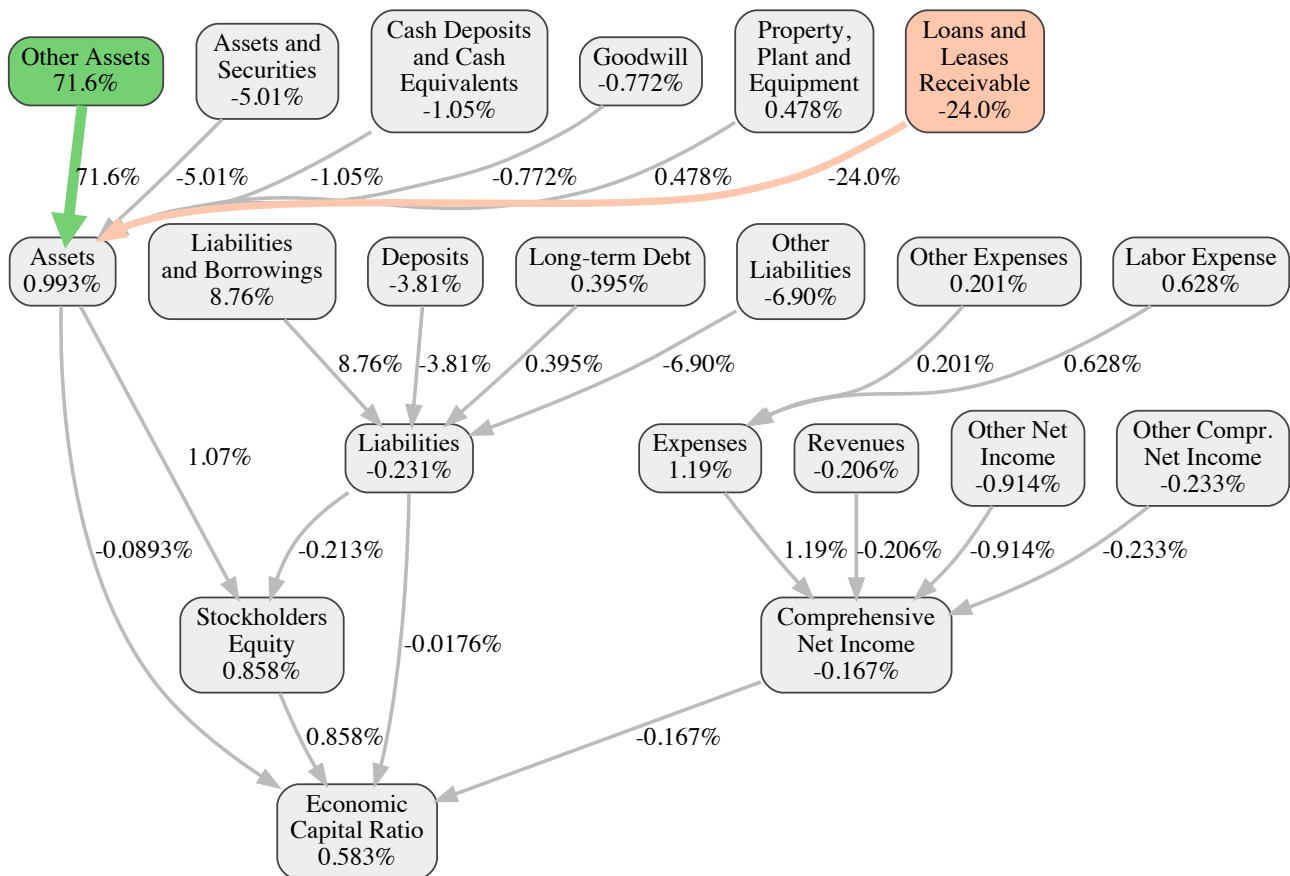 Other Assets
71.6%
Assets and
Securities
-5.01%
Cash Deposits
and Cash
Equivalents
-1.05%
Goodwill
-0.772%
Property,
Plant and
Equipment
0.478%
Loans and
Leases
Receivable
-24.0%
71.6%
-5.01%
-1.05%
-0.772%
0.478%
-24.0%
Assets
0.993%
Liabilities
and Borrowings
8.76%
Deposits
-3.81%
Long-term Debt
0.395%
Other
Liabilities
-6.90%
Other Expenses
0.201%
Labor Expense
0.628%
8.76%
-3.81%
0.395%
-6.90%
0.201%
0.628%
Liabilities
-0.231%
Expenses
1.19%
Revenues
-0.206%
Other Net
Income
-0.914%
Other Compr.
Net Income
-0.233%
1.07%
-0.0893%
-0.213%
1.19%
-0.206%
-0.914%
-0.233%
Stockholders
Equity
0.858%
-0.0176%
Comprehensive
Net Income
-0.167%
0.858%
-0.167%
Economic
Capital Ratio
0.583%